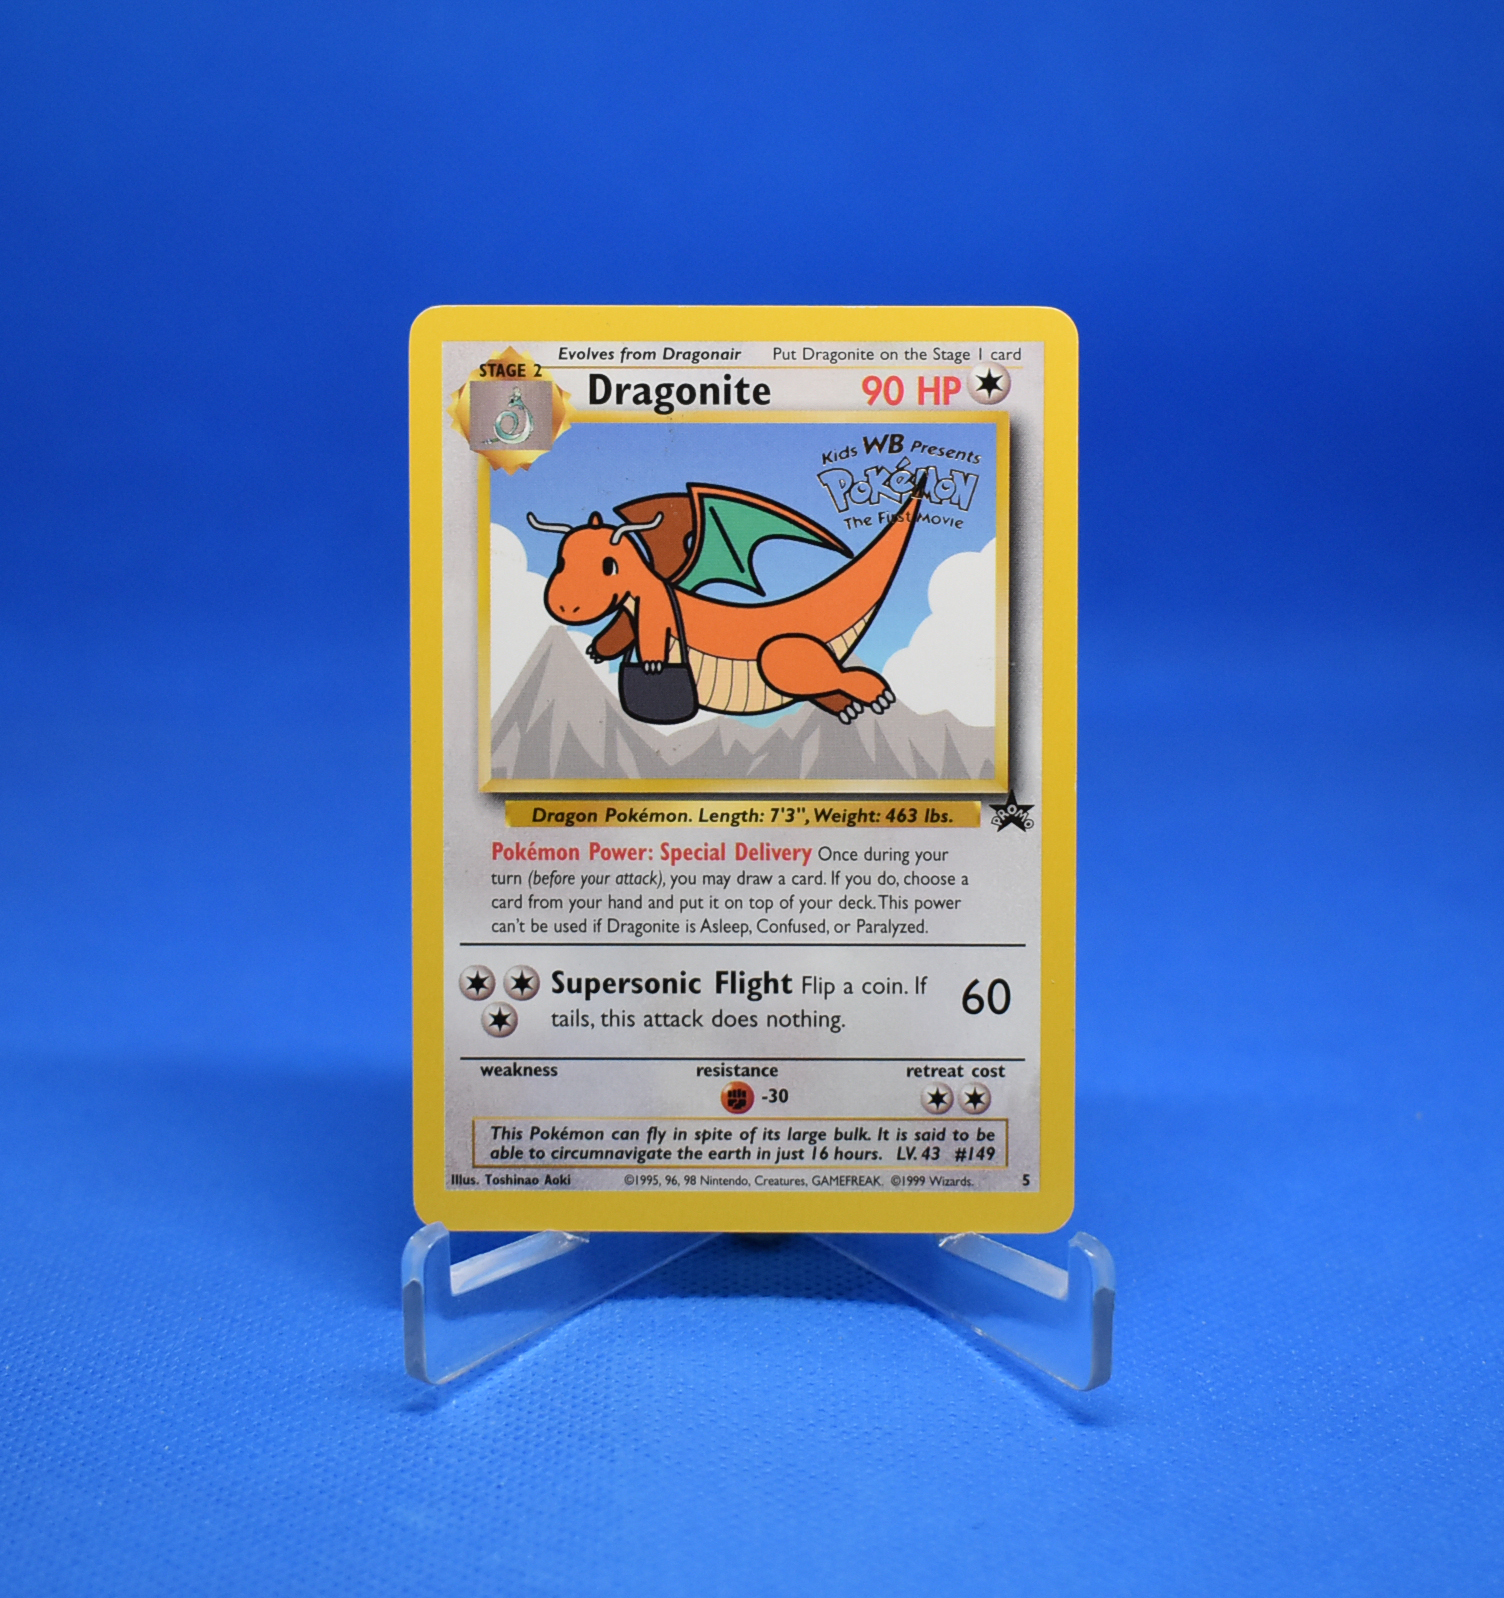 Evolves from Dragonair Put Dragonite on the Stage 1 card
STAGE 2
Dragonite 90 HP
Kids WB Presents
POKéMON
The First Movie
Dragon Pokémon. Length: 7'3", Weight: 463 lbs.
PROMO
Pokémon Power: Special Delivery Once during your
turn (before your attack), you may draw a card. If you do, choose a
card from your hand and put it on top of your deck. This power
can't be used if Dragonite is Asleep, Confused, or Paralyzed.
Supersonic Flight Flip a coin. If
tails, this attack does nothing.
60
weakness resistance retreat cost
-30
This Pokémon can fly in spite of its large bulk. It is said to be
able to circumnavigate the earth in just 16 hours. LV. 43 #149
Illus. Toshinao Aoki ©1995, 96, 98 Nintendo, Creatures, GAMEFREAK. ©1999 Wizards. 5